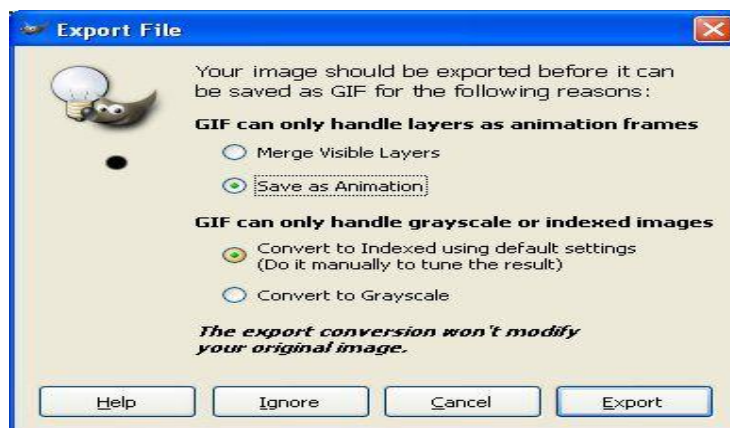 Export File
Your image should be exported before it can
be saved as GIF for the following reasons:
GIF can only handle layers as animation frames
Merge Visible Layers
Save as Animation
GIF can only handle grayscale or indexed images
Convert to Indexed using default settings
(Do it manually to tune the result)
Convert to Grayscale
The export conversion won't modify
your original image.
Help Ignore Cancel Export